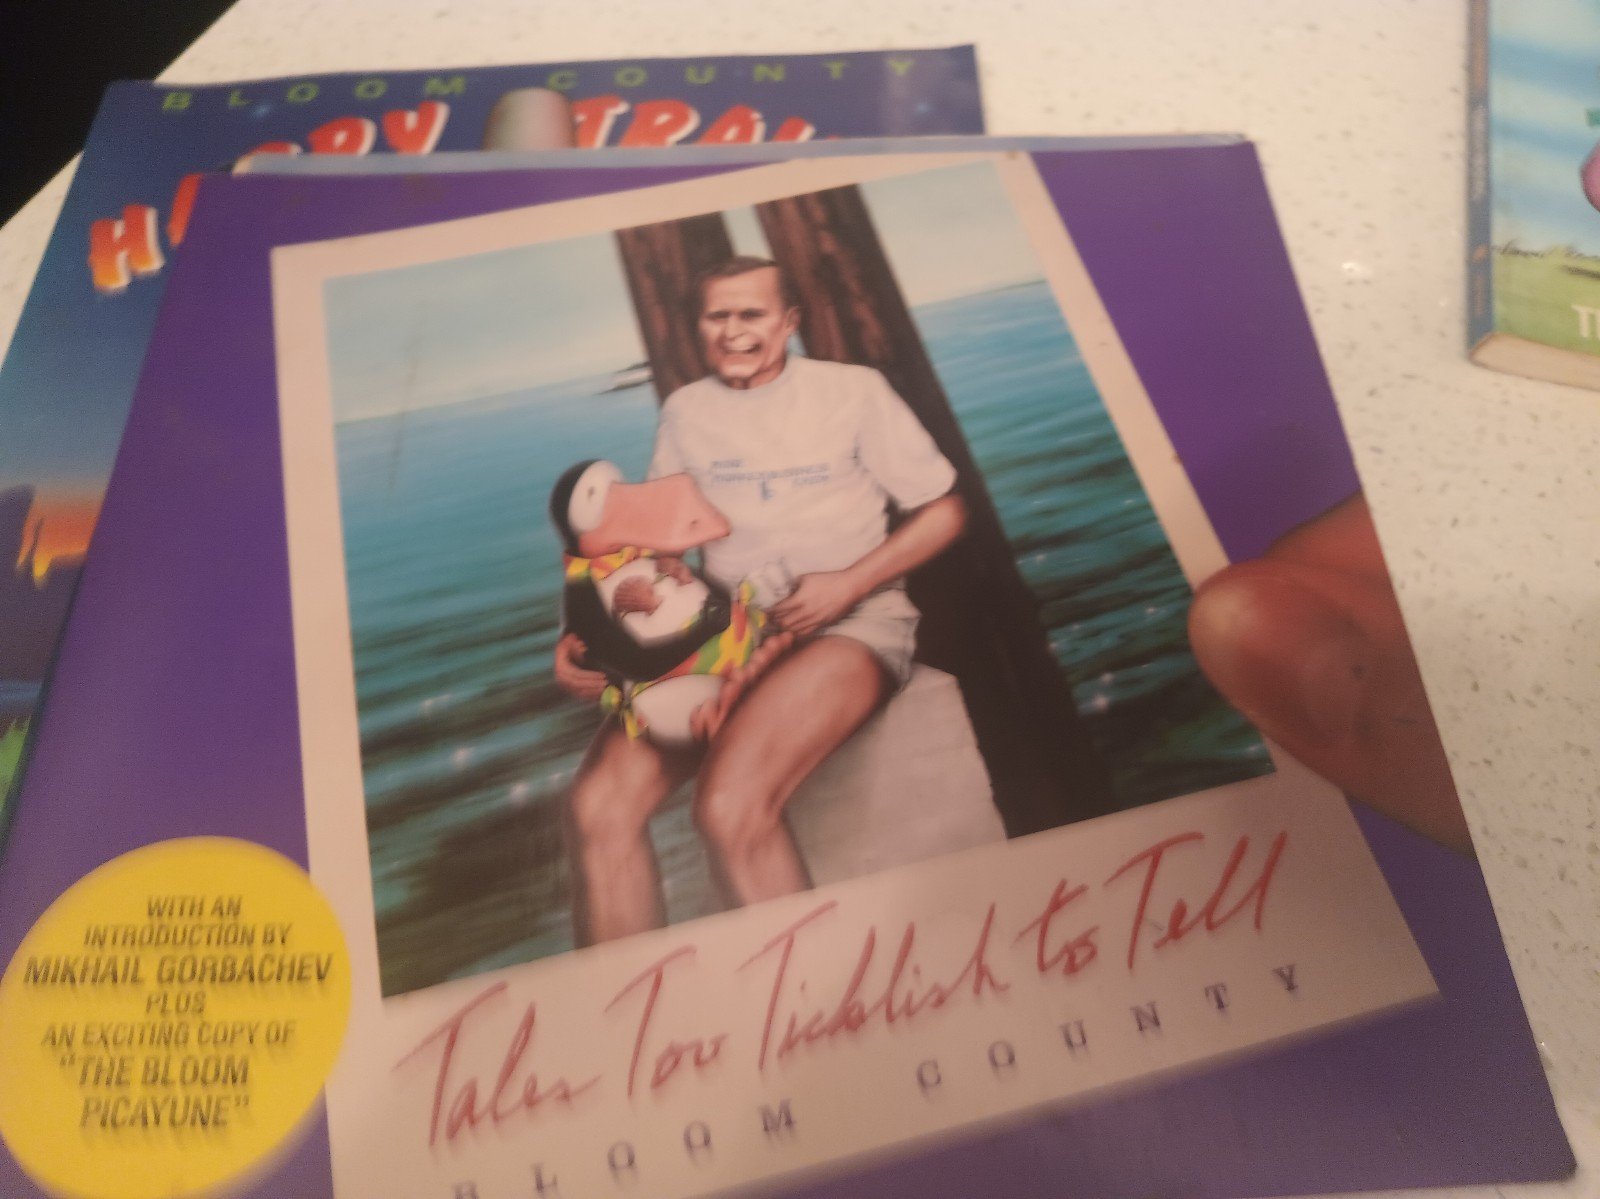 BLOOM COUNTY
Tales Too Ticklish to Tell
BLOOM COUNTY
WITH AN
INTRODUCTION BY
MIKHAIL GORBACHEV
PLUS
AN EXCITING COPY OF
"THE BLOOM
PICAYUNE"